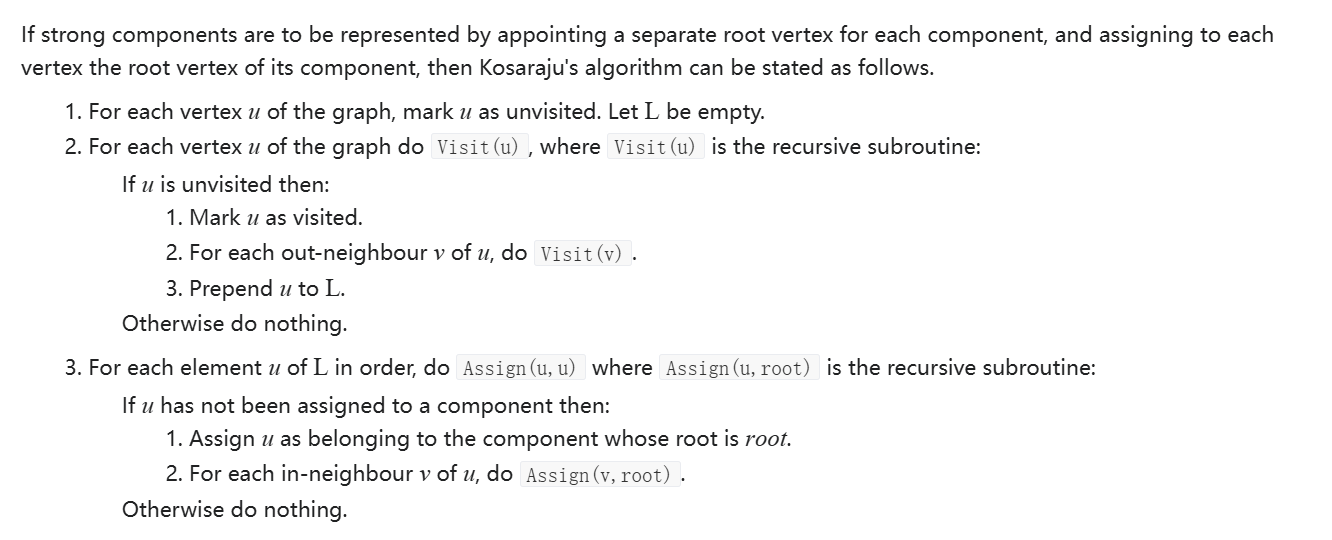 If strong components are to be represented by appointing a separate root vertex for each component, and assigning to each
vertex the root vertex of its component, then Kosaraju's algorithm can be stated as follows.
1. For each vertex u of the graph, mark u as unvisited. Let L be empty.
2. For each vertex u of the graph do Visit(u) , where Visit(u) is the recursive subroutine:
If u is unvisited then:
1. Mark u as visited.
2. For each out-neighbour v of u, do Visit(v) .
3. Prepend u to L.
Otherwise do nothing.
3. For each element u of L in order, do Assign(u,u) where Assign(u,root) is the recursive subroutine:
If u has not been assigned to a component then:
1. Assign u as belonging to the component whose root is root.
2. For each in-neighbour v of u, do Assign(v,root) .
Otherwise do nothing.